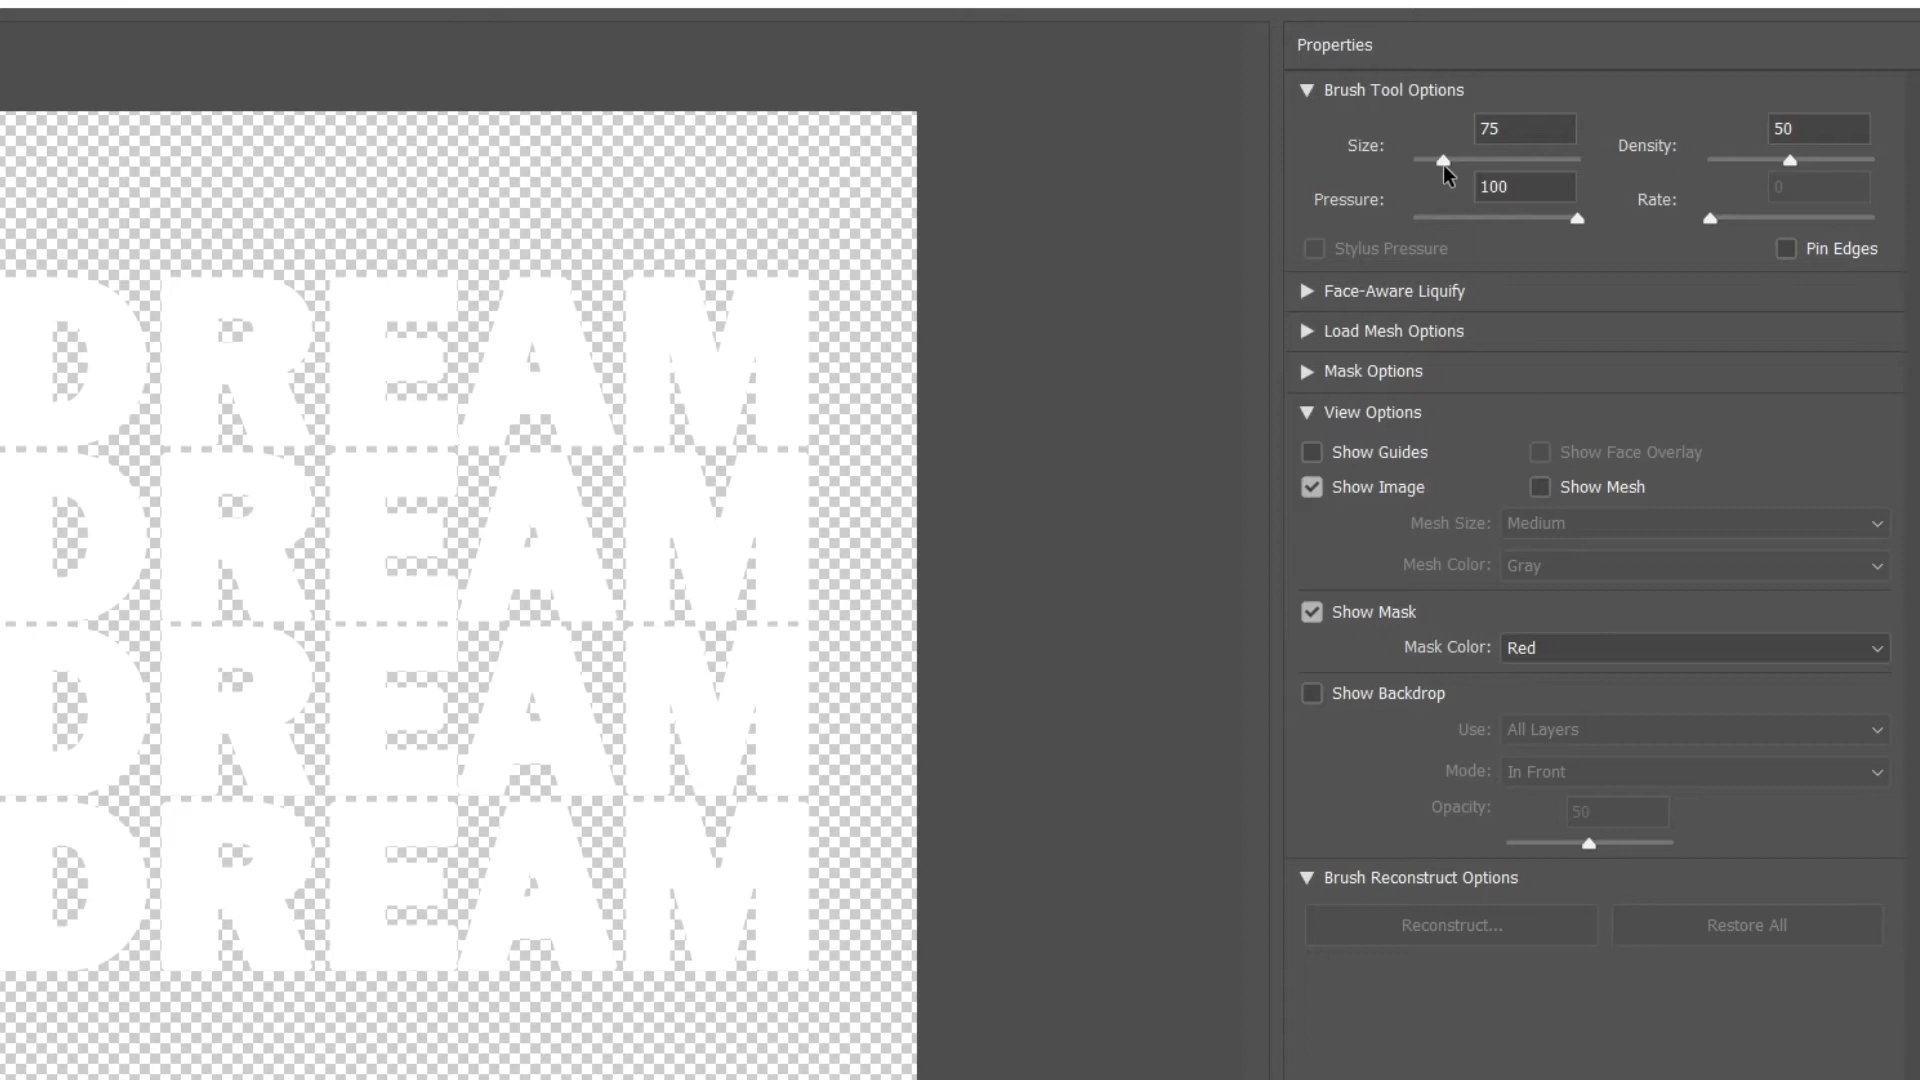 Properties
Brush Tool Options
Size: 75 Density: 50
Pressure: 100 Rate: 0
Stylus Pressure Pin Edges
Face-Aware Liquify
Load Mesh Options
Mask Options
View Options
Show Guides Show Face Overlay
Show Image Show Mesh
Mesh Size: Medium
Mesh Color: Gray
Show Mask
Mask Color: Red
Show Backdrop
Use: All Layers
Mode: In Front
Opacity: 50
Brush Reconstruct Options
Reconstruct... Restore All
DREAM
DREAM
DREAM
DREAM